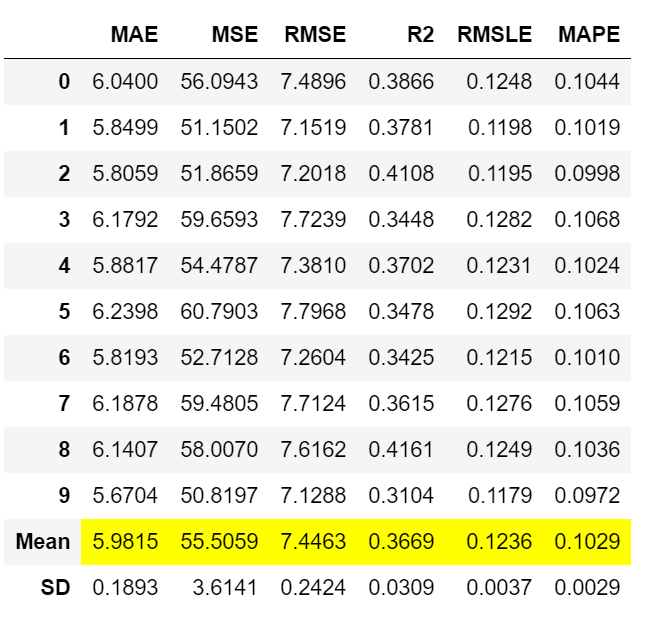 MAE MSE RMSE R2 RMSLE MAPE
0 6.0400 56.0943 7.4896 0.3866 0.1248 0.1044
1 5.8499 51.1502 7.1519 0.3781 0.1198 0.1019
2 5.8059 51.8659 7.2018 0.4108 0.1195 0.0998
3 6.1792 59.6593 7.7239 0.3448 0.1282 0.1068
4 5.8817 54.4787 7.3810 0.3702 0.1231 0.1024
5 6.2398 60.7903 7.7968 0.3478 0.1292 0.1063
6 5.8193 52.7128 7.2604 0.3425 0.1215 0.1010
7 6.1878 59.4805 7.7124 0.3615 0.1276 0.1059
8 6.1407 58.0070 7.6162 0.4161 0.1249 0.1036
9 5.6704 50.8197 7.1288 0.3104 0.1179 0.0972
Mean 5.9815 55.5059 7.4463 0.3669 0.1236 0.1029
SD 0.1893 3.6141 0.2424 0.0309 0.0037 0.0029